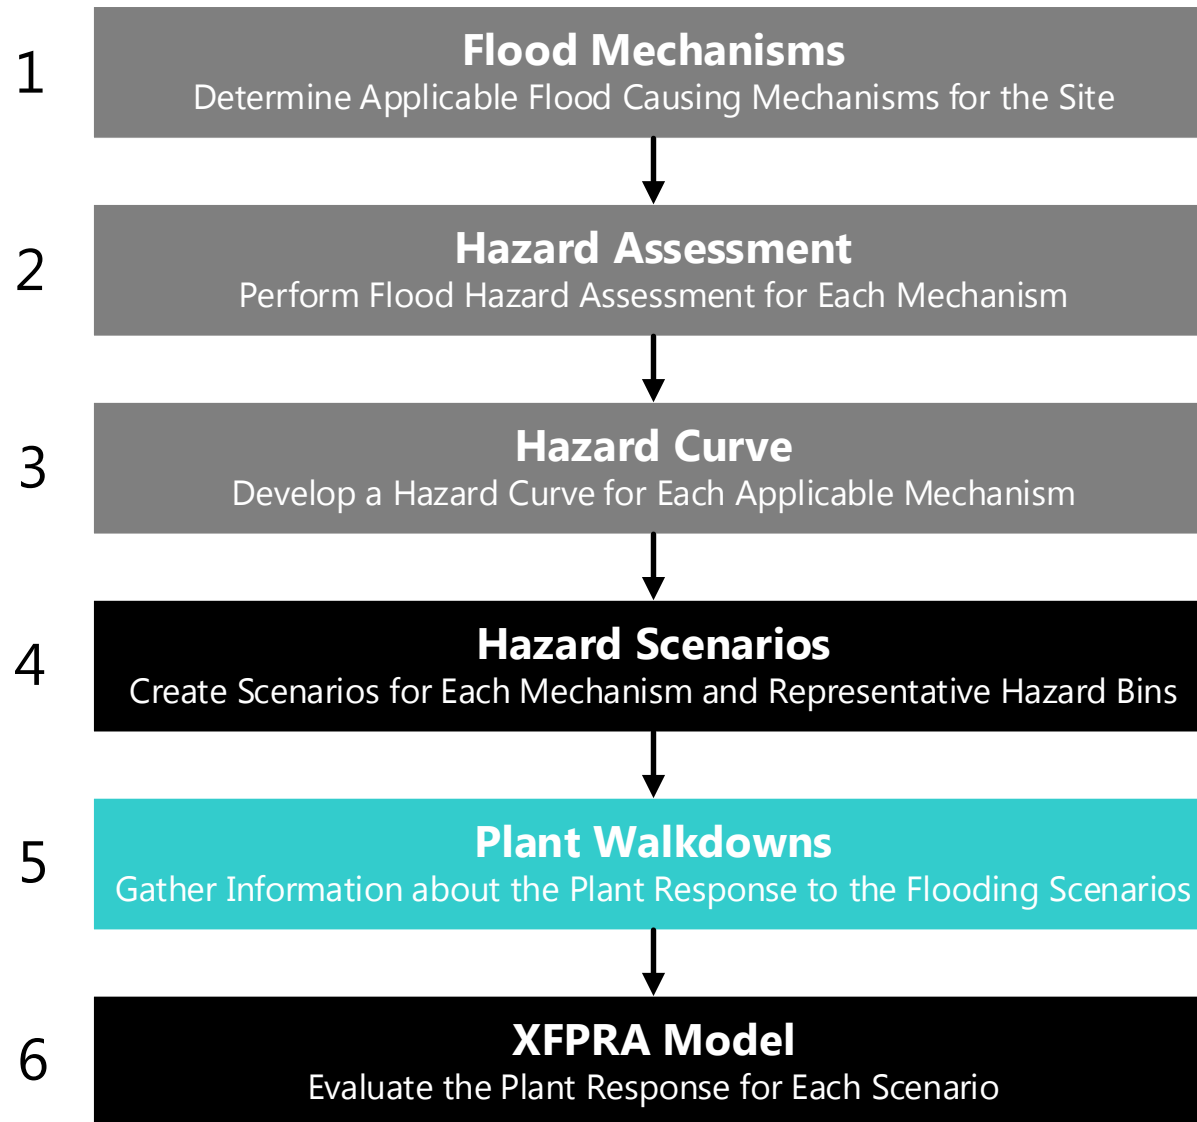 1
Flood Mechanisms
Determine Applicable Flood Causing Mechanisms for the Site
2
Hazard Assessment
Perform Flood Hazard Assessment for Each Mechanism
3
Hazard Curve
Develop a Hazard Curve for Each Applicable Mechanism
4
Hazard Scenarios
Create Scenarios for Each Mechanism and Representative Hazard Bins
5
Plant Walkdowns
Gather Information about the Plant Response to the Flooding Scenarios
6
XFPRA Model
Evaluate the Plant Response for Each Scenario